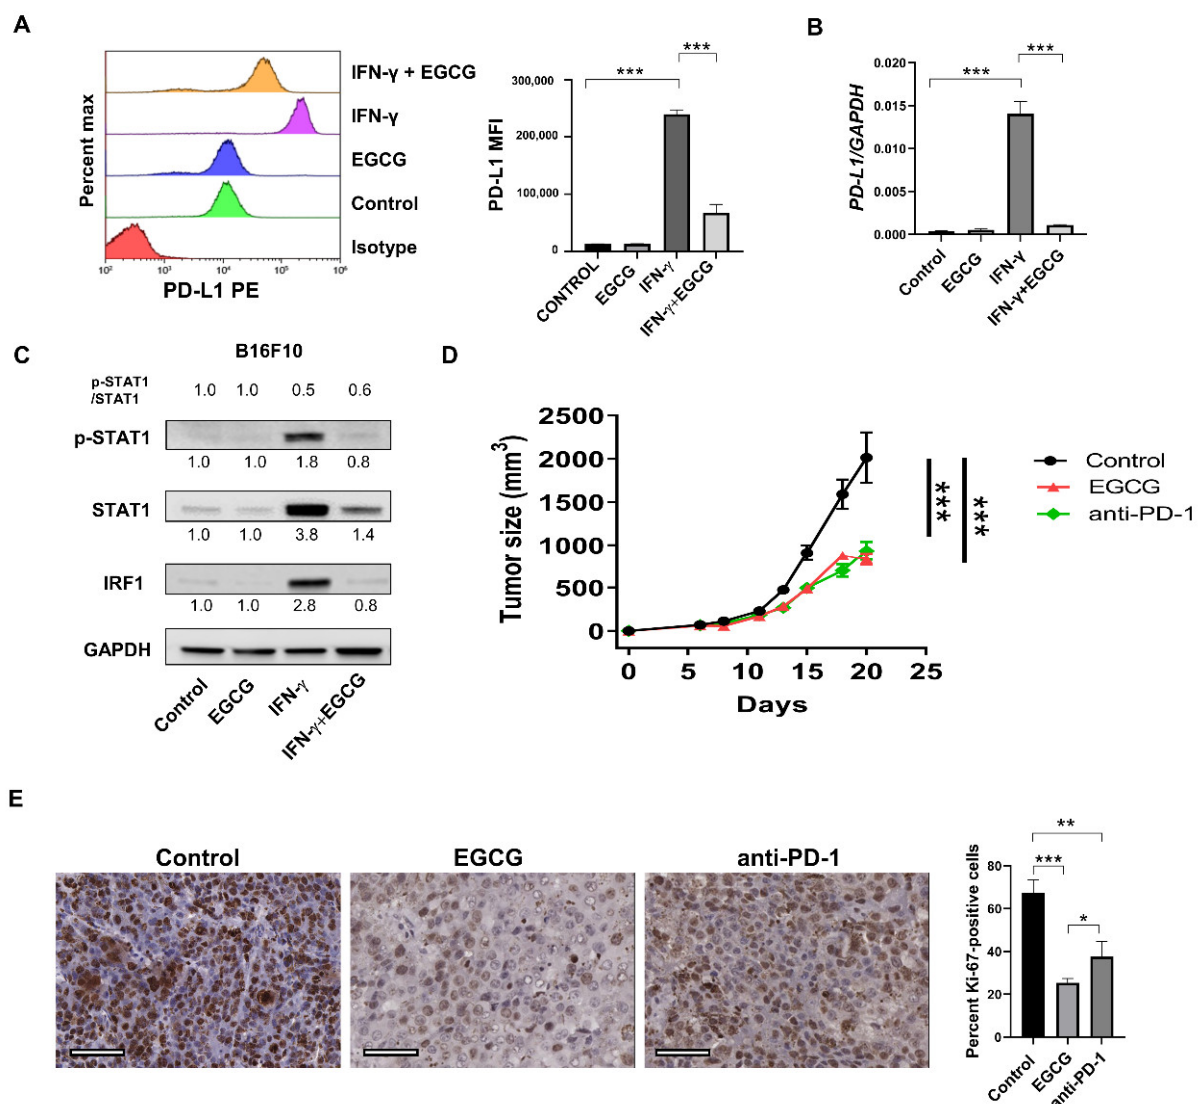 A
Percent max
IFN-γ + EGCG
IFN-γ
EGCG
Control
Isotype
10² 10³ 10⁴ 10⁵ 10⁶
PD-L1 PE
PD-L1 MFI
300,000
200,000
100,000
0
***
***
CONTROL
EGCG
IFN-γ
IFN-γ+EGCG
B
PD-L1/GAPDH
0.020
0.015
0.010
0.005
0.000
***
***
Control
EGCG
IFN-γ
IFN-γ+EGCG
C
B16F10
p-STAT1
/STAT1
1.0 1.0 0.5 0.6
p-STAT1
1.0 1.0 1.8 0.8
STAT1
1.0 1.0 3.8 1.4
IRF1
1.0 1.0 2.8 0.8
GAPDH
Control
EGCG
IFN-γ
IFN-γ+EGCG
D
Tumor size (mm³)
2500
2000
1500
1000
500
0
0 5 10 15 20 25
Days
***
***
Control
EGCG
anti-PD-1
E
Control
EGCG
anti-PD-1
Percent Ki-67-positive cells
80
60
40
20
0
**
***
*
Control
EGCG
anti-PD-1